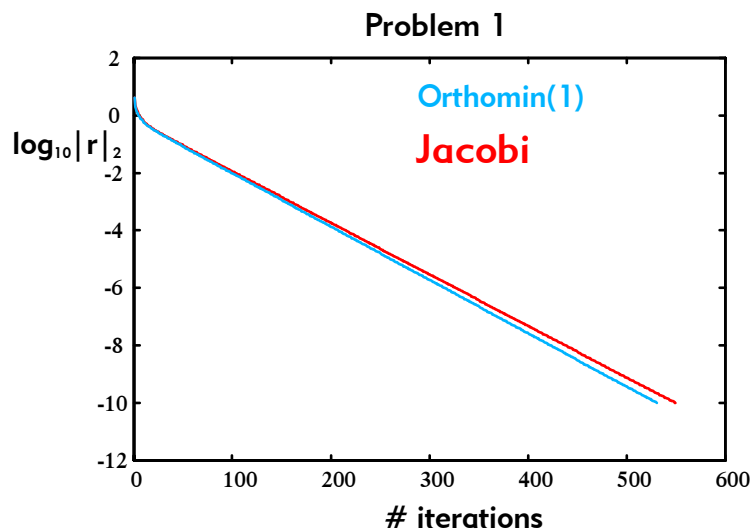 Problem 1
2
Orthomin(1)
0
log₁₀|r|₂
Jacobi
-2
-4
-6
-8
-10
-12
0 100 200 300 400 500 600
# iterations